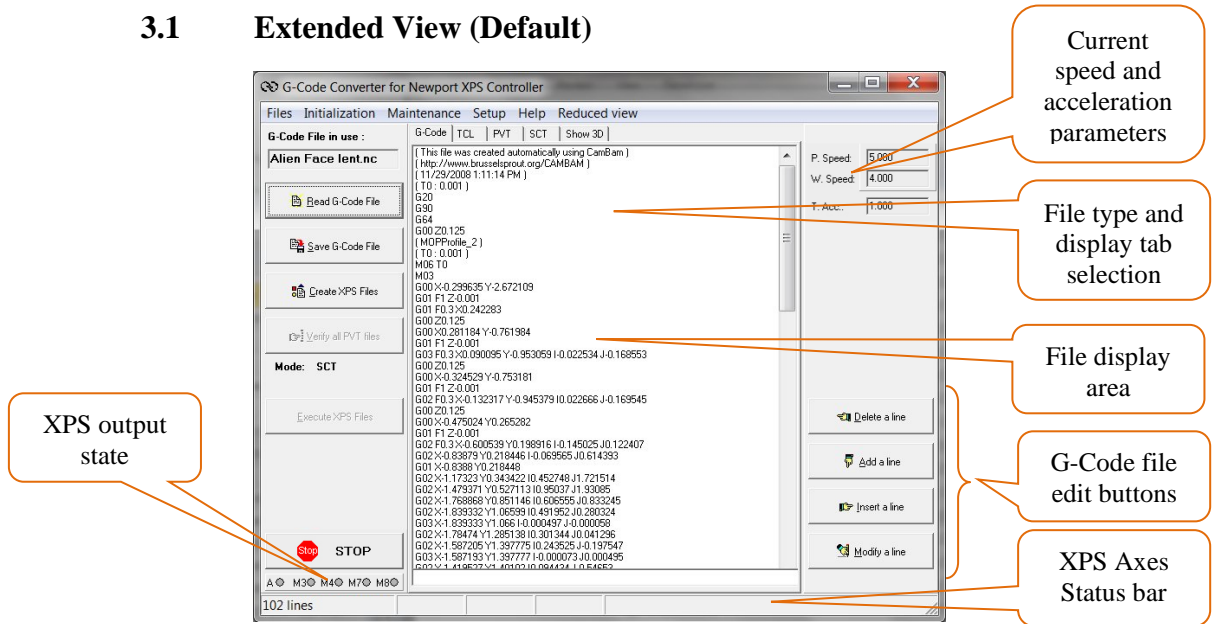 3.1 Extended View (Default)
Current
speed and
acceleration
parameters
G-Code Converter for Newport XPS Controller
Files Initialization Maintenance Setup Help Reduced view
G-Code File in use :
Alien Face lent.nc
Read G-Code File
Save G-Code File
Create XPS Files
Verify all PVT files
Mode: SCT
Execute XPS Files
XPS output
state
Stop STOP
A M3 M4 M7 M8
102 lines
G-Code TCL PVT SCT Show 3D
( This file was created automatically using CamBam )
( http://www.brusselsprout.org/CAMBAM )
( 11/29/2008 1:11:14 PM )
( T0 : 0.001 )
G20
G90
G64
G00 Z0.125
( MOPProfile_2 )
( T0 : 0.001 )
M06 T0
M03
G00 X-0.299635 Y-2.672109
G01 F1 Z-0.001
G01 F0.3 X0.242283
G00 Z0.125
G00 X0.281184 Y-0.761984
G01 F1 Z-0.001
G03 F0.3 X0.090095 Y-0.953059 I-0.022534 J-0.168553
G00 Z0.125
G00 X-0.324529 Y-0.753181
G01 F1 Z-0.001
G02 F0.3 X-0.132317 Y-0.945379 I0.022666 J-0.169545
G00 Z0.125
G00 X-0.475024 Y0.265282
G01 F1 Z-0.001
G02 F0.3 X-0.600539 Y0.198916 I-0.145025 J0.122407
G02 X-0.83879 Y0.218446 I-0.069565 J0.614393
G01 X-0.8388 Y0.218448
G02 X-1.17323 Y0.343422 I0.452748 J1.721514
G02 X-1.479371 Y0.527113 I0.95037 J1.93085
G02 X-1.768868 Y0.851146 I0.606555 J0.833245
G02 X-1.839332 Y1.06599 I0.491952 J0.280324
G03 X-1.839333 Y1.066 I-0.000497 J-0.000058
G02 X-1.78474 Y1.285138 I0.301344 J0.041296
G02 X-1.587205 Y1.397775 I0.243525 J-0.197547
G03 X-1.587193 Y1.397777 I-0.000073 J0.000495
P. Speed: 5.000
W. Speed: 4.000
T. Acc.: 1.000
Delete a line
Add a line
Insert a line
Modify a line
File type and
display tab
selection
File display
area
G-Code file
edit buttons
XPS Axes
Status bar